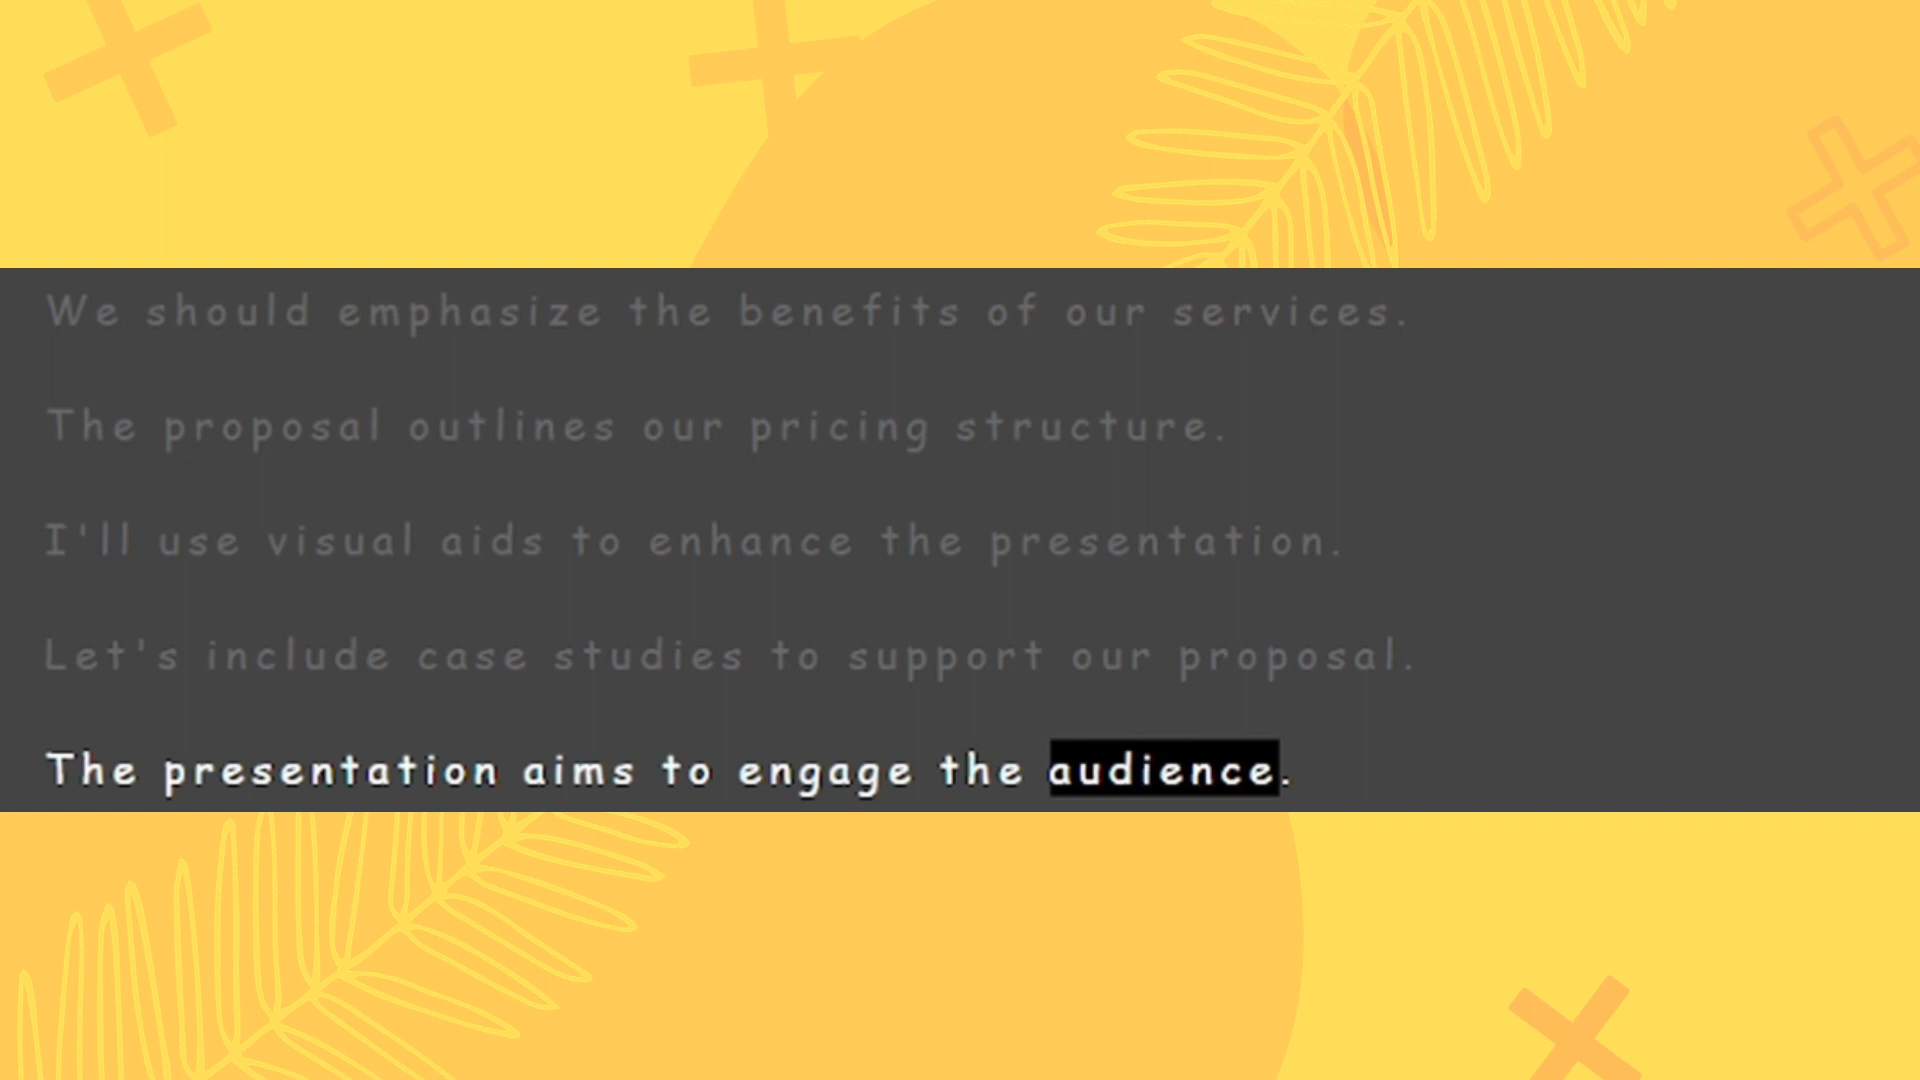 We should emphasize the benefits of our services.
The proposal outlines our pricing structure.
I'll use visual aids to enhance the presentation.
Let's include case studies to support our proposal.
The presentation aims to engage the audience.